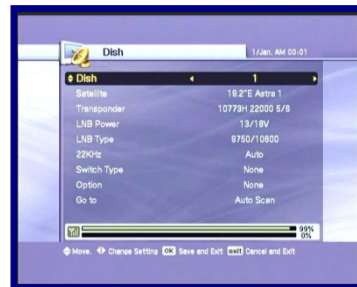 Dish
1/Jan. AM 00:01
Dish 1
Satellite 19.2°E Astra 1
Transponder 10773H 22000 5/6
LNB Power 13/18V
LNB Type 9750/10600
22KHz Auto
Switch Type None
Option None
Go to Auto Scan
99%
0%
Move. Change Setting OK Save and Exit exit Cancel and Exit